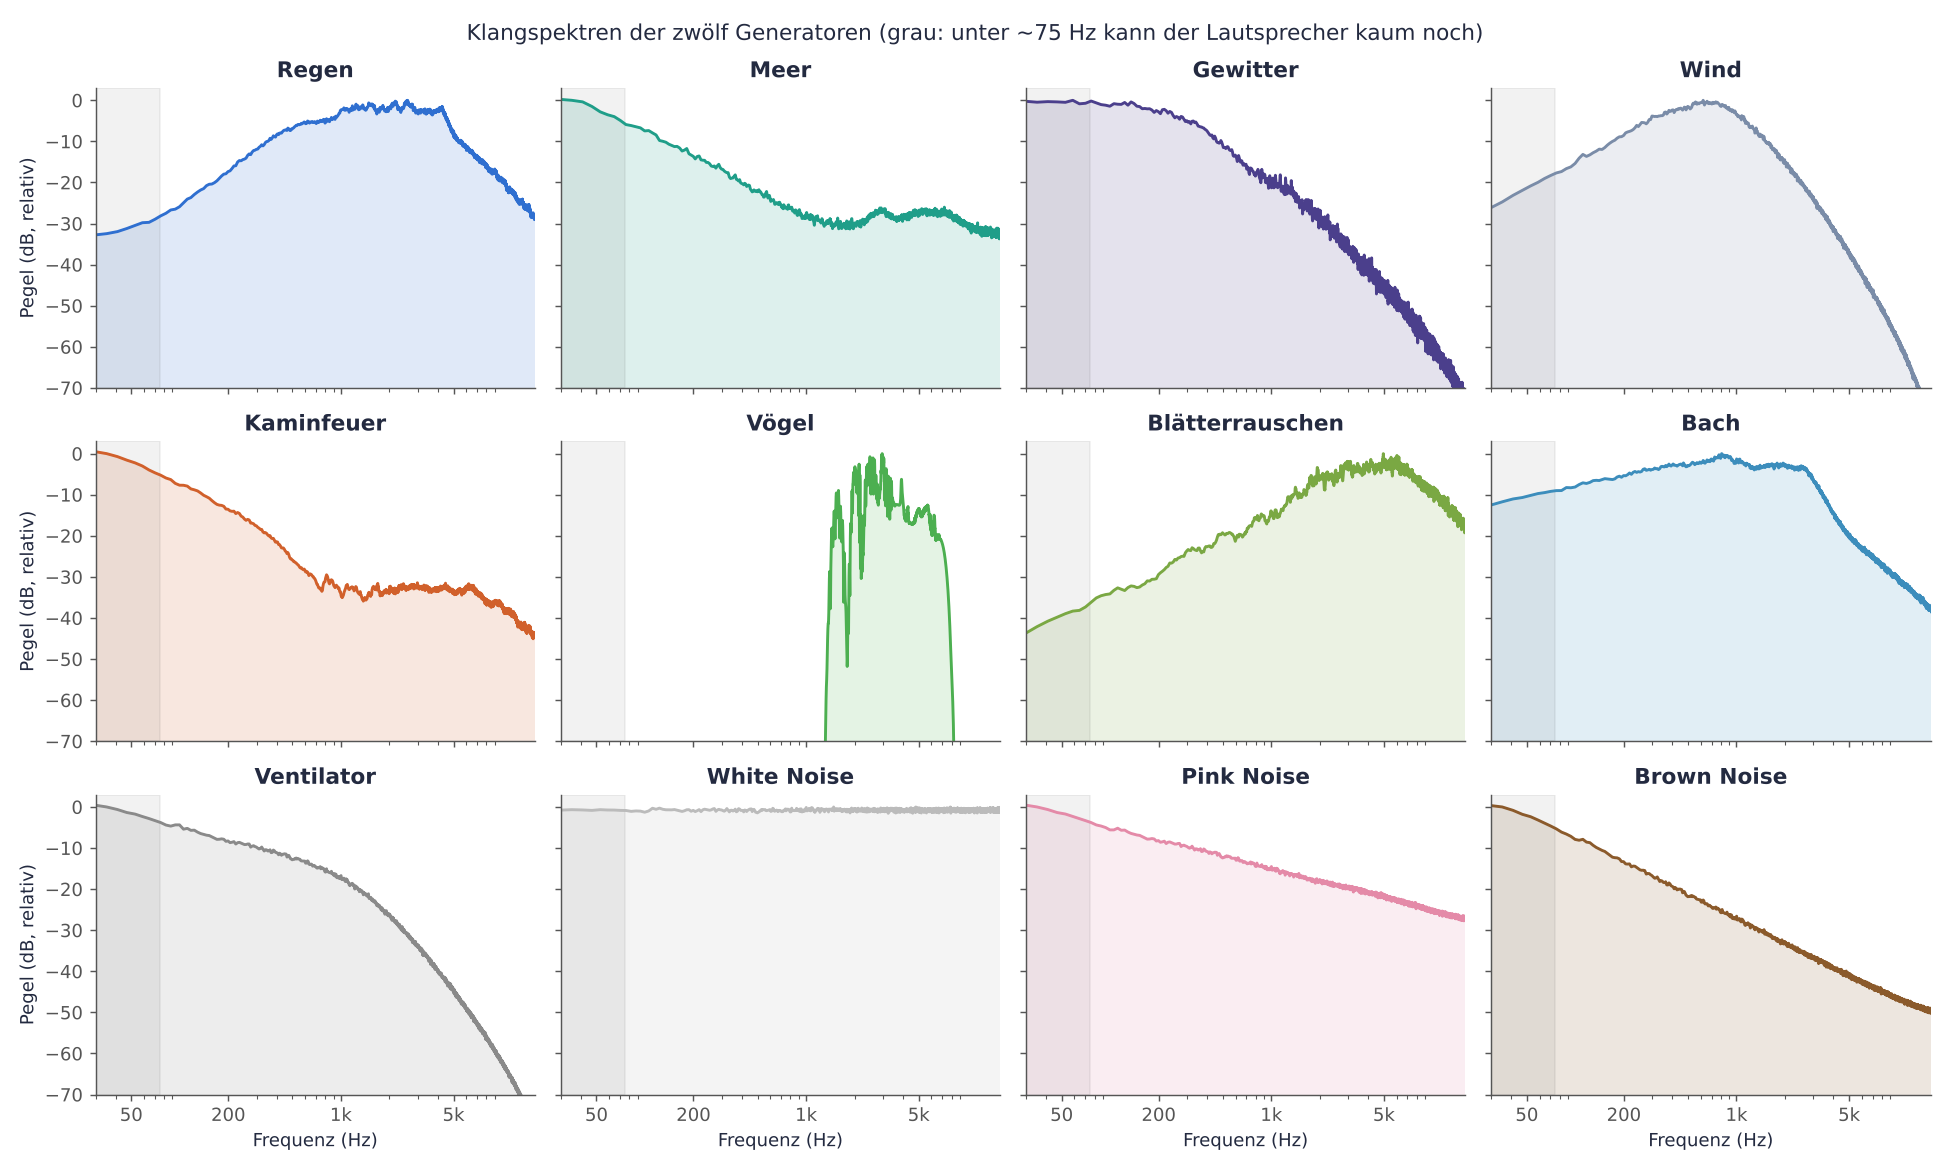 Klangspektren der zwölf Generatoren (grau: unter ~75 Hz kann der Lautsprecher kaum noch)
Regen
Meer
Gewitter
Wind
Pegel (dB, relativ)
0
−10
−20
−30
−40
−50
−60
−70
Kaminfeuer
Vögel
Blätterrauschen
Bach
Pegel (dB, relativ)
0
−10
−20
−30
−40
−50
−60
−70
Ventilator
White Noise
Pink Noise
Brown Noise
Pegel (dB, relativ)
0
−10
−20
−30
−40
−50
−60
−70
50 200 1k 5k
50 200 1k 5k
50 200 1k 5k
50 200 1k 5k
Frequenz (Hz)
Frequenz (Hz)
Frequenz (Hz)
Frequenz (Hz)